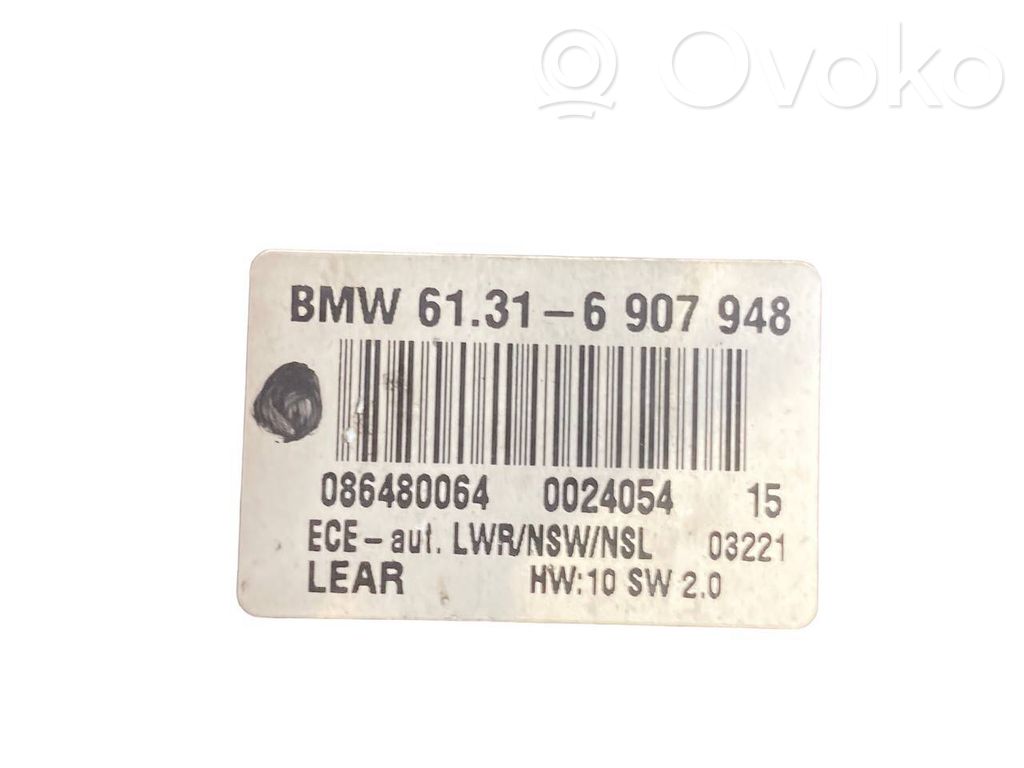 Ovoko
BMW 61.31-6 907 948
086480064 0024054 15
ECE-aut. LWR/NSW/NSL 03221
LEAR HW:10 SW 2.0